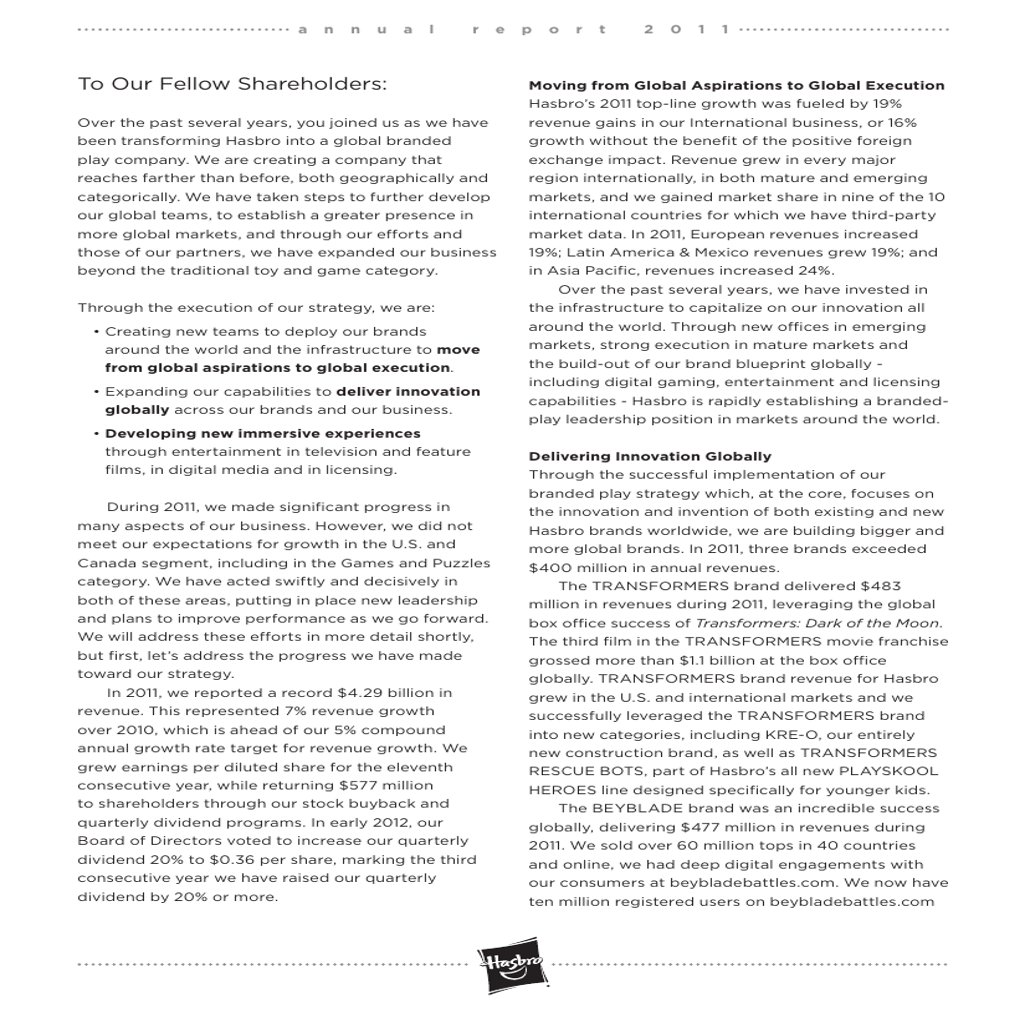 annual report 2011
To Our Fellow Shareholders:
Over the past several years, you joined us as we have
been transforming Hasbro into a global branded
play company. We are creating a company that
reaches farther than before, both geographically and
categorically. We have taken steps to further develop
our global teams, to establish a greater presence in
more global markets, and through our efforts and
those of our partners, we have expanded our business
beyond the traditional toy and game category.
Through the execution of our strategy, we are:
• Creating new teams to deploy our brands
around the world and the infrastructure to move
from global aspirations to global execution.
• Expanding our capabilities to deliver innovation
globally across our brands and our business.
• Developing new immersive experiences
through entertainment in television and feature
films, in digital media and in licensing.
During 2011, we made significant progress in
many aspects of our business. However, we did not
meet our expectations for growth in the U.S. and
Canada segment, including in the Games and Puzzles
category. We have acted swiftly and decisively in
both of these areas, putting in place new leadership
and plans to improve performance as we go forward.
We will address these efforts in more detail shortly,
but first, let's address the progress we have made
toward our strategy.
In 2011, we reported a record $4.29 billion in
revenue. This represented 7% revenue growth
over 2010, which is ahead of our 5% compound
annual growth rate target for revenue growth. We
grew earnings per diluted share for the eleventh
consecutive year, while returning $577 million
to shareholders through our stock buyback and
quarterly dividend programs. In early 2012, our
Board of Directors voted to increase our quarterly
dividend 20% to $0.36 per share, marking the third
consecutive year we have raised our quarterly
dividend by 20% or more.
Moving from Global Aspirations to Global Execution
Hasbro's 2011 top-line growth was fueled by 19%
revenue gains in our International business, or 16%
growth without the benefit of the positive foreign
exchange impact. Revenue grew in every major
region internationally, in both mature and emerging
markets, and we gained market share in nine of the 10
international countries for which we have third-party
market data. In 2011, European revenues increased
19%; Latin America & Mexico revenues grew 19%; and
in Asia Pacific, revenues increased 24%.
Over the past several years, we have invested in
the infrastructure to capitalize on our innovation all
around the world. Through new offices in emerging
markets, strong execution in mature markets and
the build-out of our brand blueprint globally -
including digital gaming, entertainment and licensing
capabilities - Hasbro is rapidly establishing a branded-
play leadership position in markets around the world.
Delivering Innovation Globally
Through the successful implementation of our
branded play strategy which, at the core, focuses on
the innovation and invention of both existing and new
Hasbro brands worldwide, we are building bigger and
more global brands. In 2011, three brands exceeded
$400 million in annual revenues.
The TRANSFORMERS brand delivered $483
million in revenues during 2011, leveraging the global
box office success of Transformers: Dark of the Moon.
The third film in the TRANSFORMERS movie franchise
grossed more than $1.1 billion at the box office
globally. TRANSFORMERS brand revenue for Hasbro
grew in the U.S. and international markets and we
successfully leveraged the TRANSFORMERS brand
into new categories, including KRE-O, our entirely
new construction brand, as well as TRANSFORMERS
RESCUE BOTS, part of Hasbro's all new PLAYSKOOL
HEROES line designed specifically for younger kids.
The BEYBLADE brand was an incredible success
globally, delivering $477 million in revenues during
2011. We sold over 60 million tops in 40 countries
and online, we had deep digital engagements with
our consumers at beybladebattles.com. We now have
ten million registered users on beybladebattles.com
Hasbro